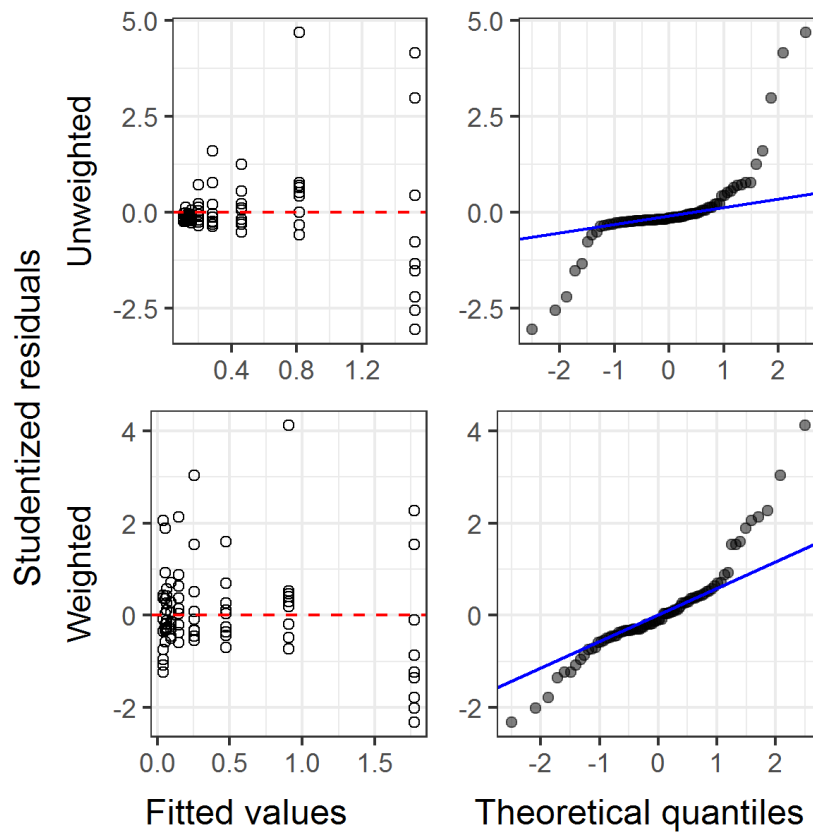 Studentized residuals
Unweighted
5.0
2.5
0.0
-2.5
0.4 0.8 1.2
5.0
2.5
0.0
-2.5
-2 -1 0 1 2
Weighted
4
2
0
-2
0.0 0.5 1.0 1.5
4
2
0
-2
-2 -1 0 1 2
Fitted values
Theoretical quantiles